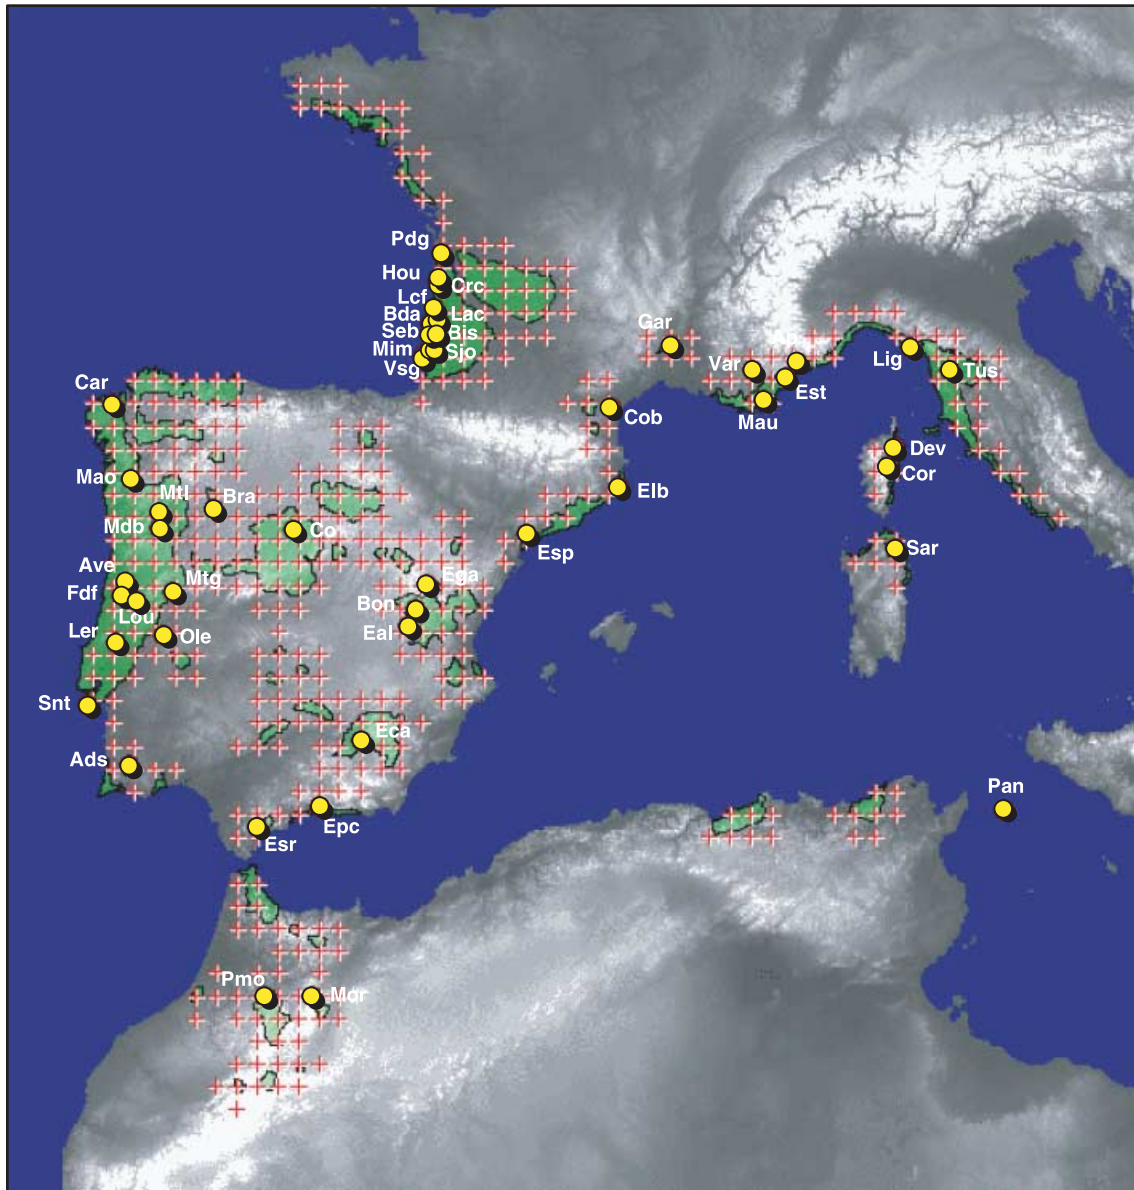 Pdg
Hou
Crc
Lcf
Bda
Lac
Seb
Bis
Mim
Sjo
Vsg
Gar
Var
Lig
Tus
Est
Mau
Car
Cob
Dev
Cor
Mao
Mtl
Bra
Elb
Mdb
Co
Esp
Sar
Ave
Mtg
Ega
Fdf
Lou
Bon
Ler
Ole
Eal
Snt
Eca
Ads
Pan
Epc
Esr
Pmo
Mor